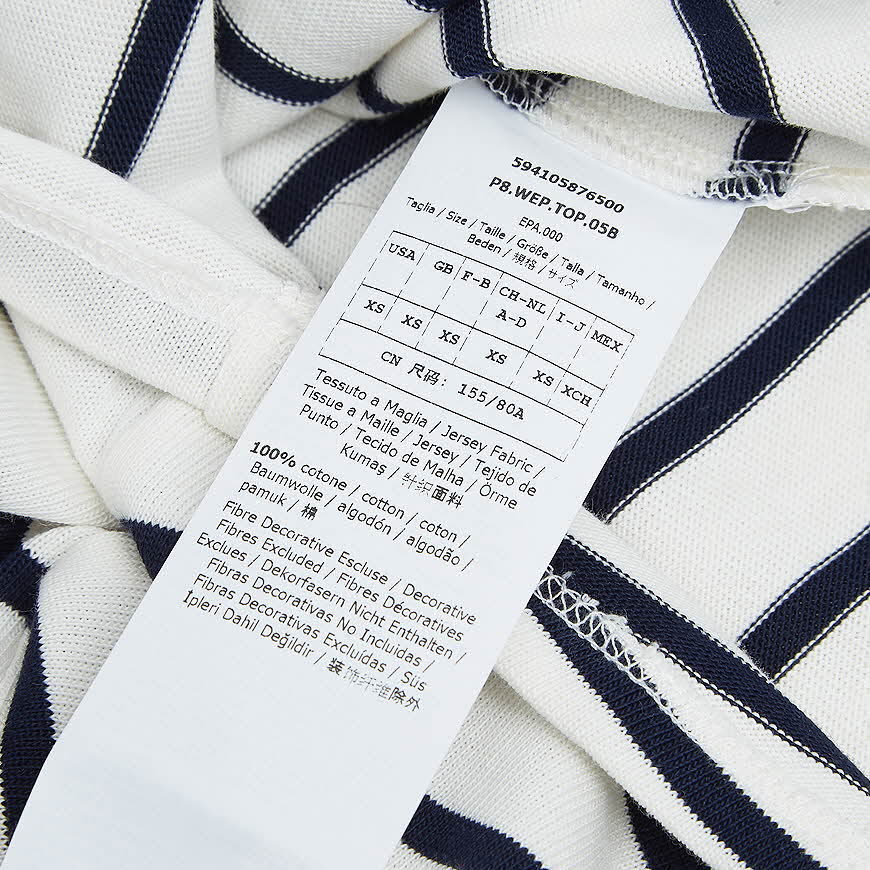 594105876500
P8.WEP.TOP.05B
EPA.000
Taglia / Size / Taille / Größe / Talla / Tamanho /
Beden / 規格 / サイズ
USA GB F-B CH-NL A-D I-J MEX
XS XS XS XS XS XCH
CN 尺码: 155/80A
Tessuto a Maglia / Jersey Fabric /
Tissue a Maille / Jersey / Tejido de
Punto / Tecido de Malha / Örme
Kumaş / 针织面料
100% cotone / cotton / coton /
Baumwolle / algodón / algodão /
pamuk / 棉
Fibre Decorative Escluse / Decorative
Fibres Excluded / Fibres Décoratives
Exclues / Dekorfasern Nicht Enthalten /
Fibras Decorativas No Incluidas /
Fibras Decorativas Excluídas / Süs
İpleri Dahil Değildir / 装饰纤维除外